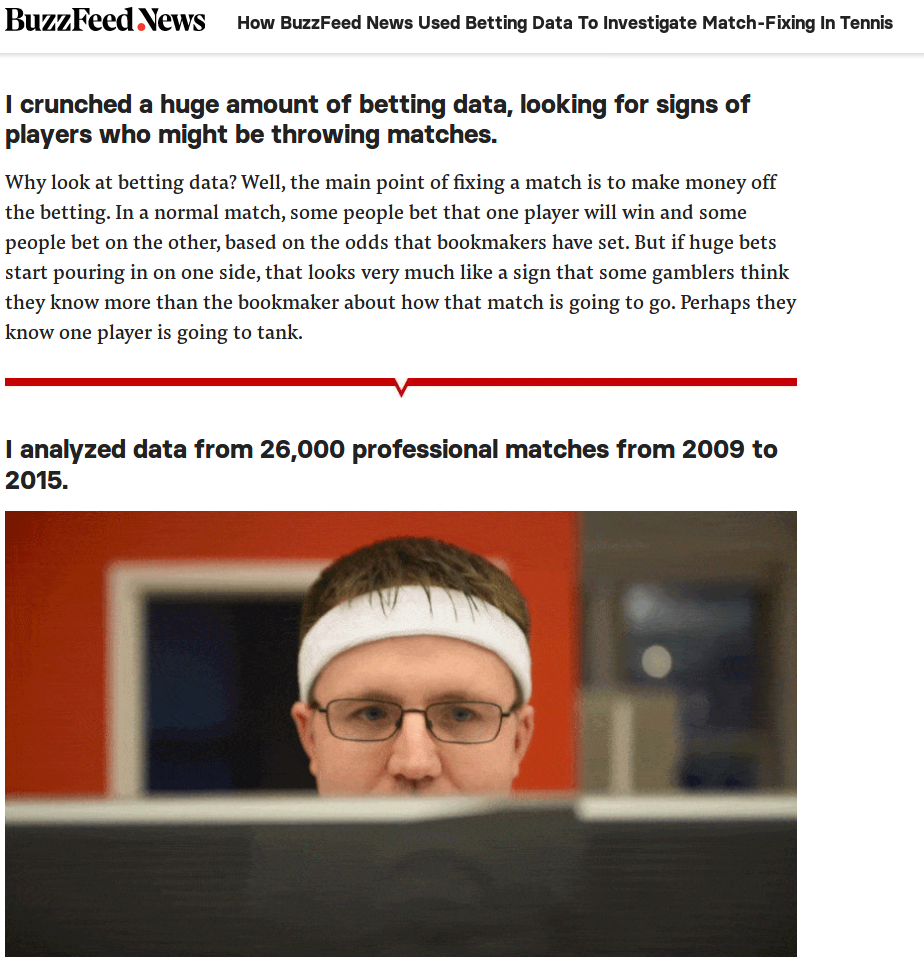 BuzzFeed News How BuzzFeed News Used Betting Data To Investigate Match-Fixing In Tennis
I crunched a huge amount of betting data, looking for signs of
players who might be throwing matches.
Why look at betting data? Well, the main point of fixing a match is to make money off
the betting. In a normal match, some people bet that one player will win and some
people bet on the other, based on the odds that bookmakers have set. But if huge bets
start pouring in on one side, that looks very much like a sign that some gamblers think
they know more than the bookmaker about how that match is going to go. Perhaps they
know one player is going to tank.
I analyzed data from 26,000 professional matches from 2009 to
2015.